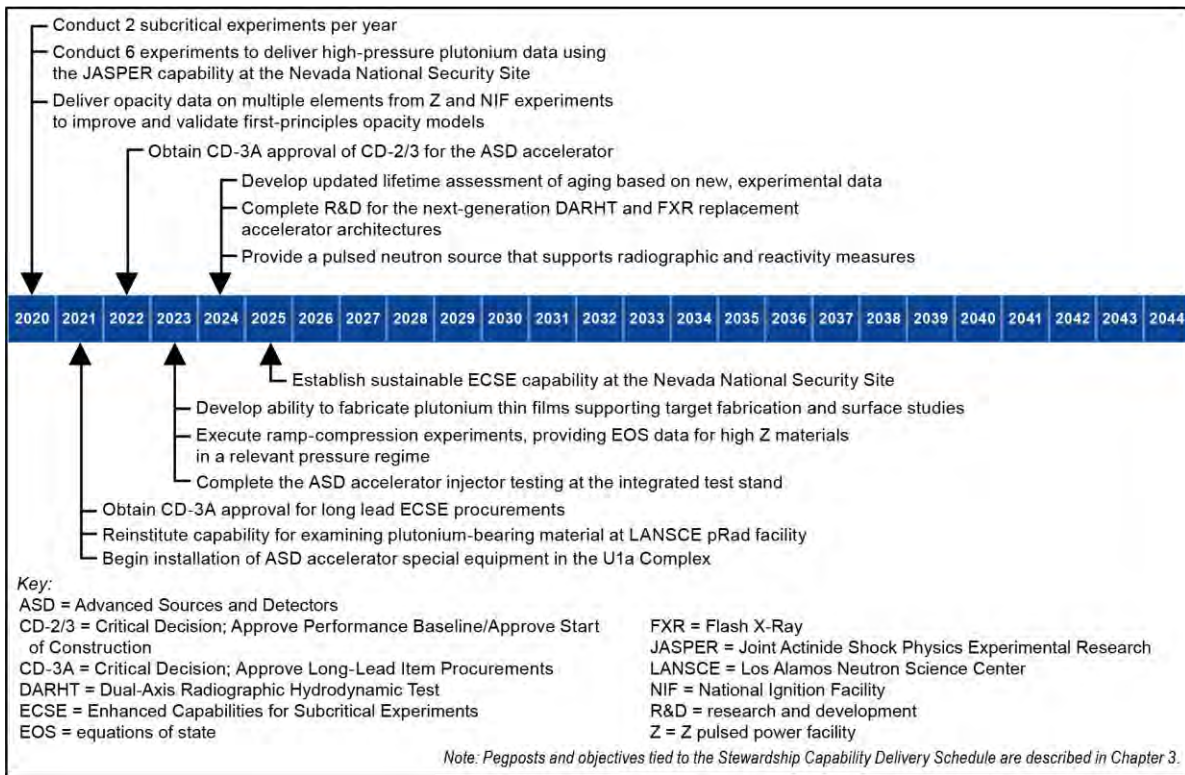 Conduct 2 subcritical experiments per year
Conduct 6 experiments to deliver high-pressure plutonium data using
the JASPER capability at the Nevada National Security Site
Deliver opacity data on multiple elements from Z and NIF experiments
to improve and validate first-principles opacity models
Obtain CD-3A approval of CD-2/3 for the ASD accelerator
Develop updated lifetime assessment of aging based on new, experimental data
Complete R&D for the next-generation DARHT and FXR replacement
accelerator architectures
Provide a pulsed neutron source that supports radiographic and reactivity measures
2020 2021 2022 2023 2024 2025 2026 2027 2028 2029 2030 2031 2032 2033 2034 2035 2036 2037 2038 2039 2040 2041 2042 2043 2044
Establish sustainable ECSE capability at the Nevada National Security Site
Develop ability to fabricate plutonium thin films supporting target fabrication and surface studies
Execute ramp-compression experiments, providing EOS data for high Z materials
in a relevant pressure regime
Complete the ASD accelerator injector testing at the integrated test stand
Obtain CD-3A approval for long lead ECSE procurements
Reinstitute capability for examining plutonium-bearing material at LANSCE pRad facility
Begin installation of ASD accelerator special equipment in the U1a Complex
Key:
ASD = Advanced Sources and Detectors
CD-2/3 = Critical Decision; Approve Performance Baseline/Approve Start
of Construction
CD-3A = Critical Decision; Approve Long-Lead Item Procurements
DARHT = Dual-Axis Radiographic Hydrodynamic Test
ECSE = Enhanced Capabilities for Subcritical Experiments
EOS = equations of state
FXR = Flash X-Ray
JASPER = Joint Actinide Shock Physics Experimental Research
LANSCE = Los Alamos Neutron Science Center
NIF = National Ignition Facility
R&D = research and development
Z = Z pulsed power facility
Note: Pegposts and objectives tied to the Stewardship Capability Delivery Schedule are described in Chapter 3.